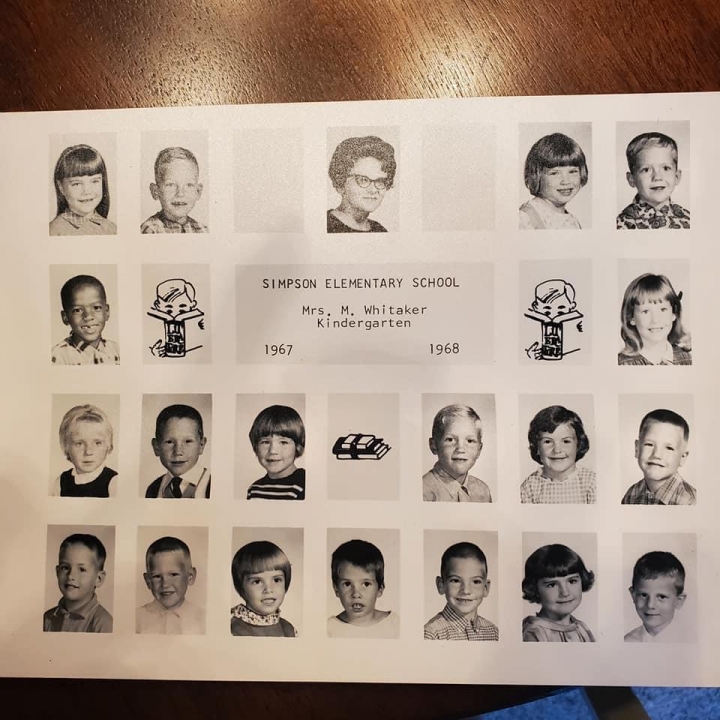 SIMPSON ELEMENTARY SCHOOL
Mrs. M. Whitaker
Kindergarten
1967 1968